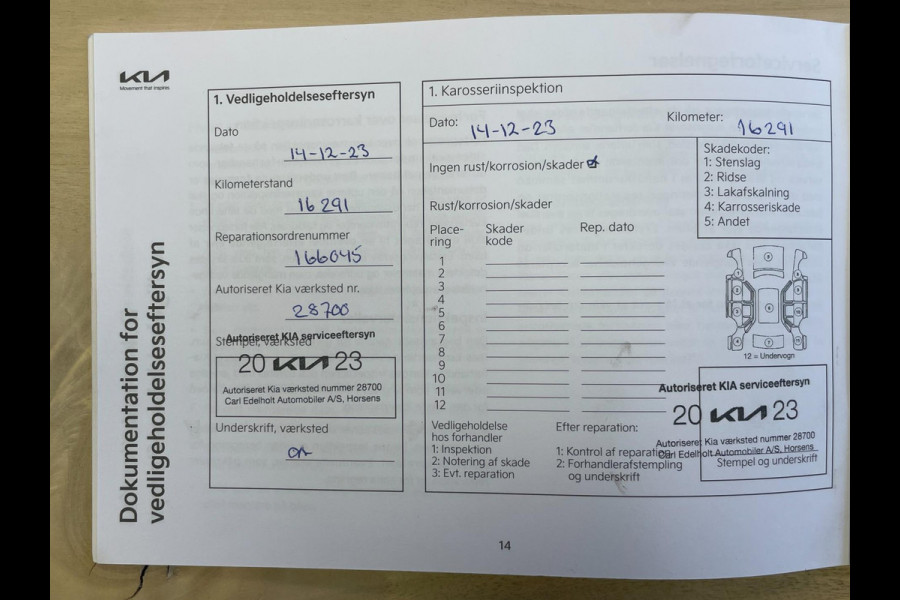 KIA
Movement that inspires
Dokumentation for
vedligeholdelseseftersyn
1. Vedligeholdelseseftersyn
Dato
14-12-23
Kilometerstand
16 291
Reparationsordrenummer
166045
Autoriseret Kia værksted nr.
28700
Autoriseret KIA serviceeftersyn
Stempel, værksted
20 KIA 23
Autoriseret Kia værksted nummer 28700
Carl Edelholt Automobiler A/S, Horsens
Underskrift, værksted
1. Karosseriinspektion
Dato: 14-12-23 Kilometer: 16291
Ingen rust/korrosion/skader
Rust/korrosion/skader
Skadekoder:
1: Stenslag
2: Ridse
3: Lakafskalning
4: Karrosseriskade
5: Andet
Place-
ring
Skader
kode
Rep. dato
1
2
3
4
5
6
7
8
9
10
11
12
12 = Undervogn
Vedligeholdelse
hos forhandler
1: Inspektion
2: Notering af skade
3: Evt. reparation
Efter reparation:
1: Kontrol af reparation
2: Forhandlerafstempling
og underskrift
Autoriseret KIA serviceeftersyn
20 KIA 23
Autoriseret Kia værksted nummer 28700
Carl Edelholt Automobiler A/S, Horsens
Stempel og underskrift
14